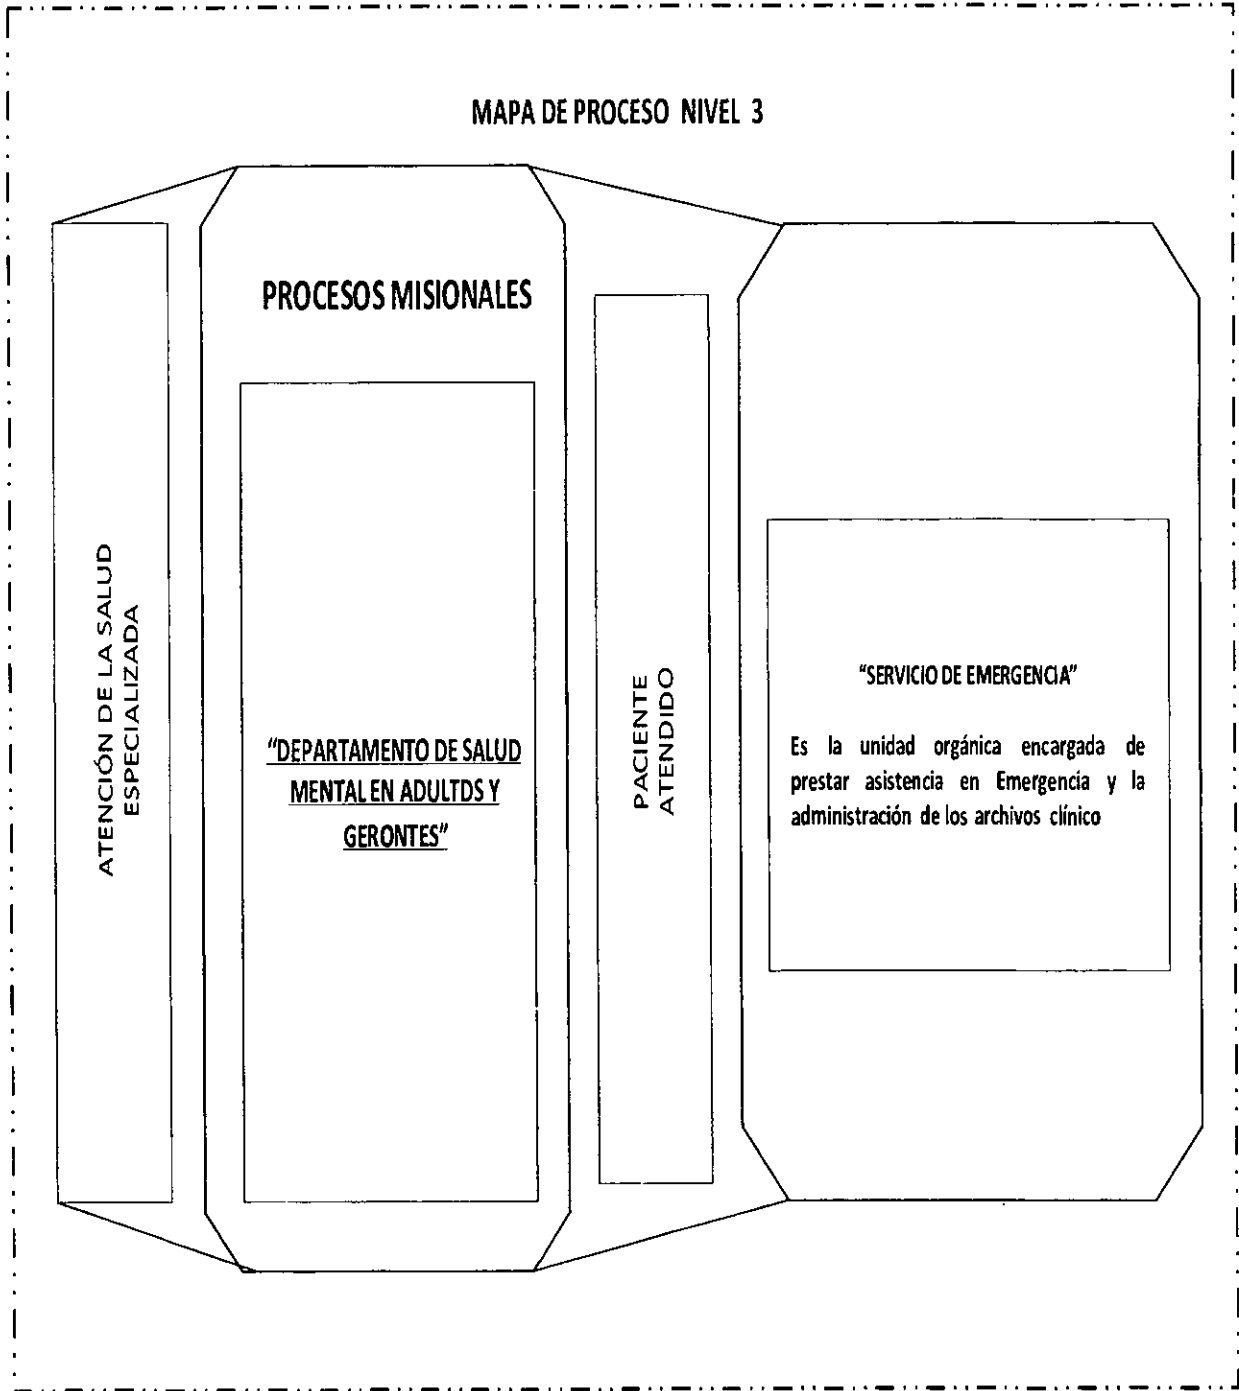 MAPA DE PROCESO NIVEL 3
ATENCIÓN DE LA SALUD
ESPECIALIZADA
PROCESOS MISIONALES
"DEPARTAMENTO DE SALUD
MENTAL EN ADULTDS Y
GERONTES"
PACIENTE
ATENDIDO
"SERVICIO DE EMERGENCIA"
Es la unidad orgánica encargada de
prestar asistencia en Emergencia y la
administración de los archivos clínico